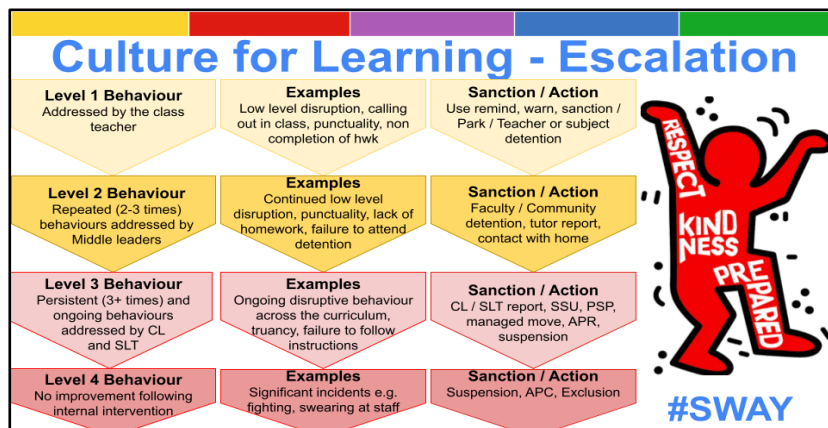 Culture for Learning - Escalation
Level 1 Behaviour
Addressed by the class
teacher
Examples
Low level disruption, calling
out in class, punctuality, non
completion of hwk
Sanction / Action
Use remind, warn, sanction /
Park / Teacher or subject
detention
Level 2 Behaviour
Repeated (2-3 times)
behaviours addressed by
Middle leaders
Examples
Continued low level
disruption, punctuality, lack of
homework, failure to attend
detention
Sanction / Action
Faculty / Community
detention, tutor report,
contact with home
Level 3 Behaviour
Persistent (3+ times) and
ongoing behaviours
addressed by CL
and SLT
Examples
Ongoing disruptive behaviour
across the curriculum,
truancy, failure to follow
instructions
Sanction / Action
CL / SLT report, SSU, PSP,
managed move, APR,
suspension
Level 4 Behaviour
No improvement following
internal intervention
Examples
Significant incidents e.g.
fighting, swearing at staff
Sanction / Action
Suspension, APC, Exclusion
RESPECT
KIND
NESS
PREPARED
#SWAY